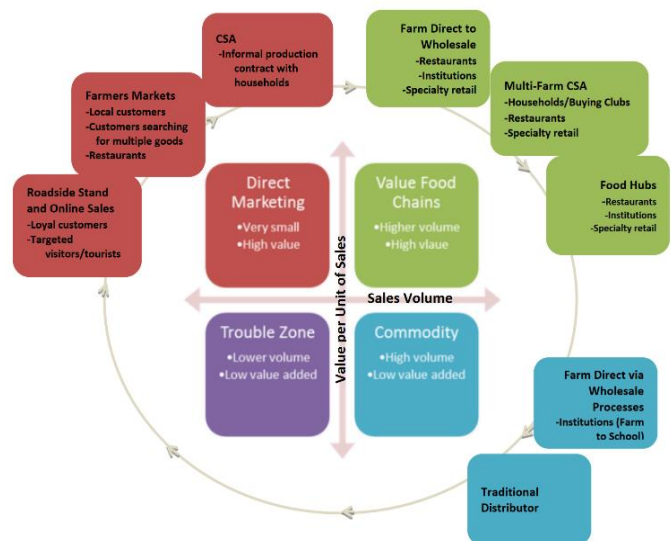 CSA
-Informal production
contract with
households
Farm Direct to
Wholesale
-Restaurants
-Institutions
-Specialty retail
Farmers Markets
-Local customers
-Customers searching
for multiple goods
-Restaurants
Multi-Farm CSA
-Households/Buying Clubs
-Restaurants
-Specialty retail
Roadside Stand
and Online Sales
-Loyal customers
-Targeted
visitors/tourists
Food Hubs
-Restaurants
-Institutions
-Specialty retail
Direct
Marketing
•Very small
•High value
Value Food
Chains
•Higher volume
•High vlaue
Value per Unit of Sales
Sales Volume
Trouble Zone
•Lower volume
•Low value added
Commodity
•High volume
•Low value added
Farm Direct via
Wholesale
Processes
-Institutions (Farm
to School)
Traditional
Distributor